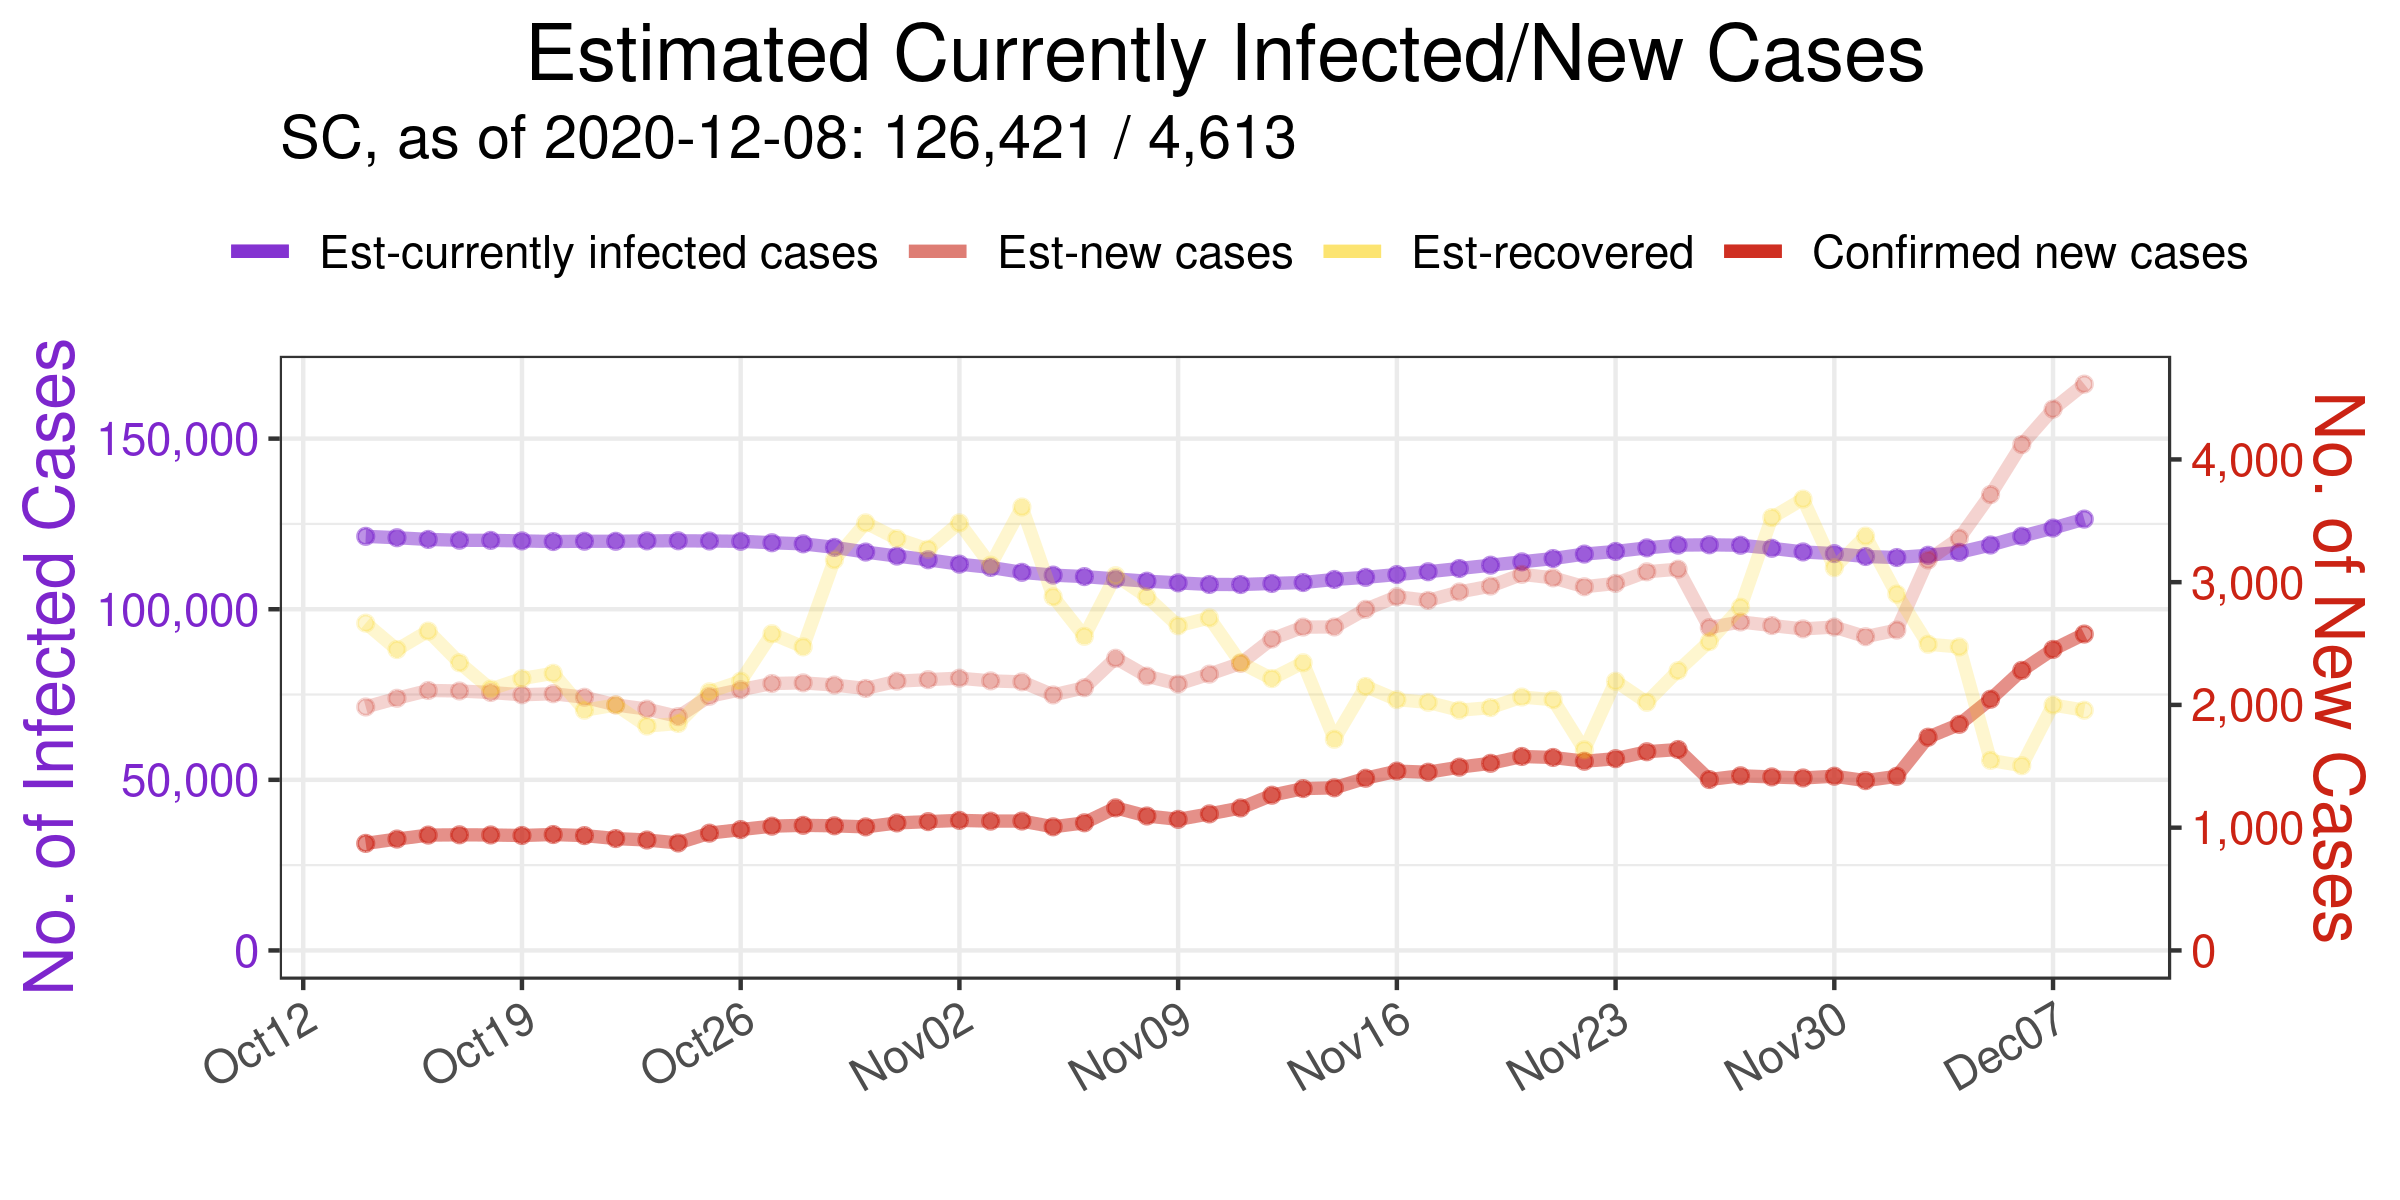 Estimated Currently Infected/New Cases
SC, as of 2020-12-08: 126,421 / 4,613
Est-currently infected cases Est-new cases Est-recovered Confirmed new cases
No. of Infected Cases
150,000
100,000
50,000
0
4,000
3,000
2,000
1,000
0
No. of New Cases
Oct12 Oct19 Oct26 Nov02 Nov09 Nov16 Nov23 Nov30 Dec07